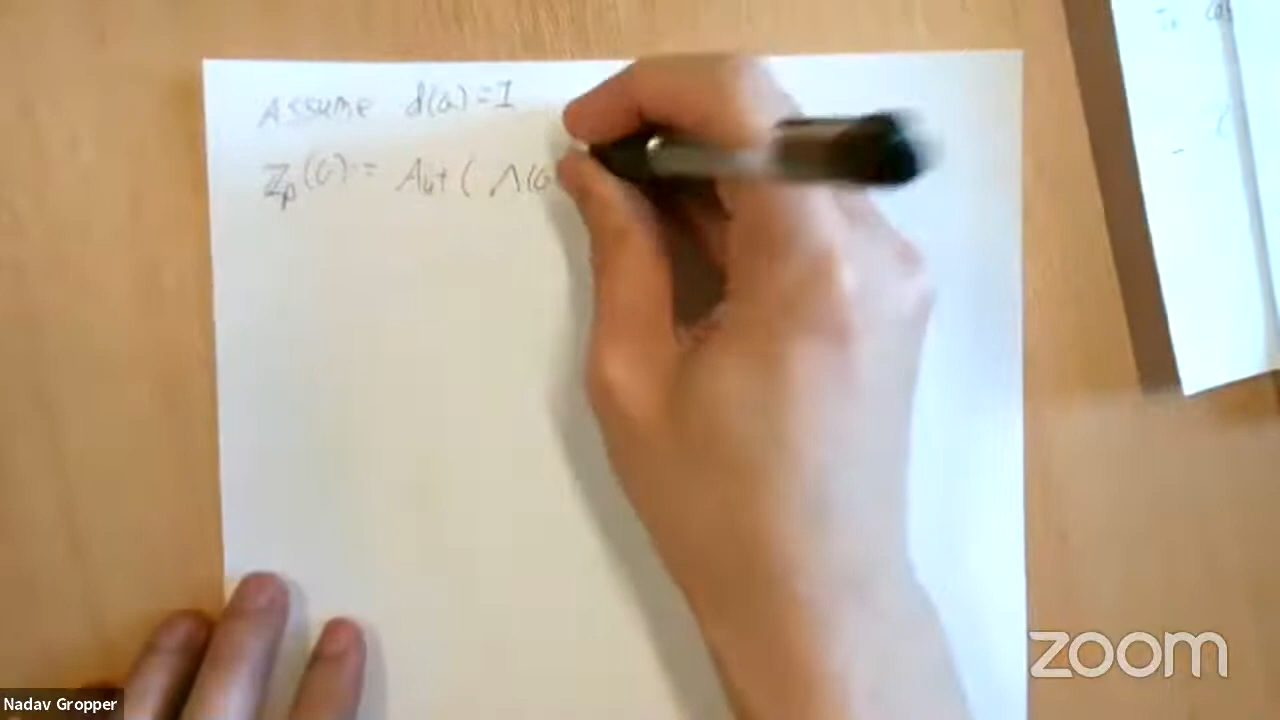 Assume d(G)=1
ℤp(G) = Aut ( Λ(G
zoom
Nadav Gropper